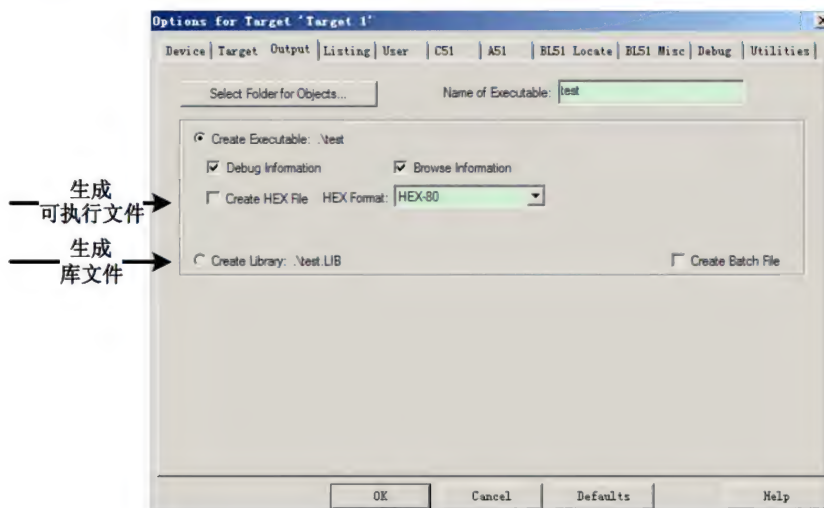 Options for Target 'Target 1'
Device Target Output Listing User C51 A51 BL51 Locate BL51 Misc Debug Utilities
Select Folder for Objects... Name of Executable: test
Create Executable: .\test
Debug Information Browse Information
生成
可执行文件
Create HEX File HEX Format: HEX-80
生成
库文件
Create Library: .\test.LIB Create Batch File
OK Cancel Defaults Help